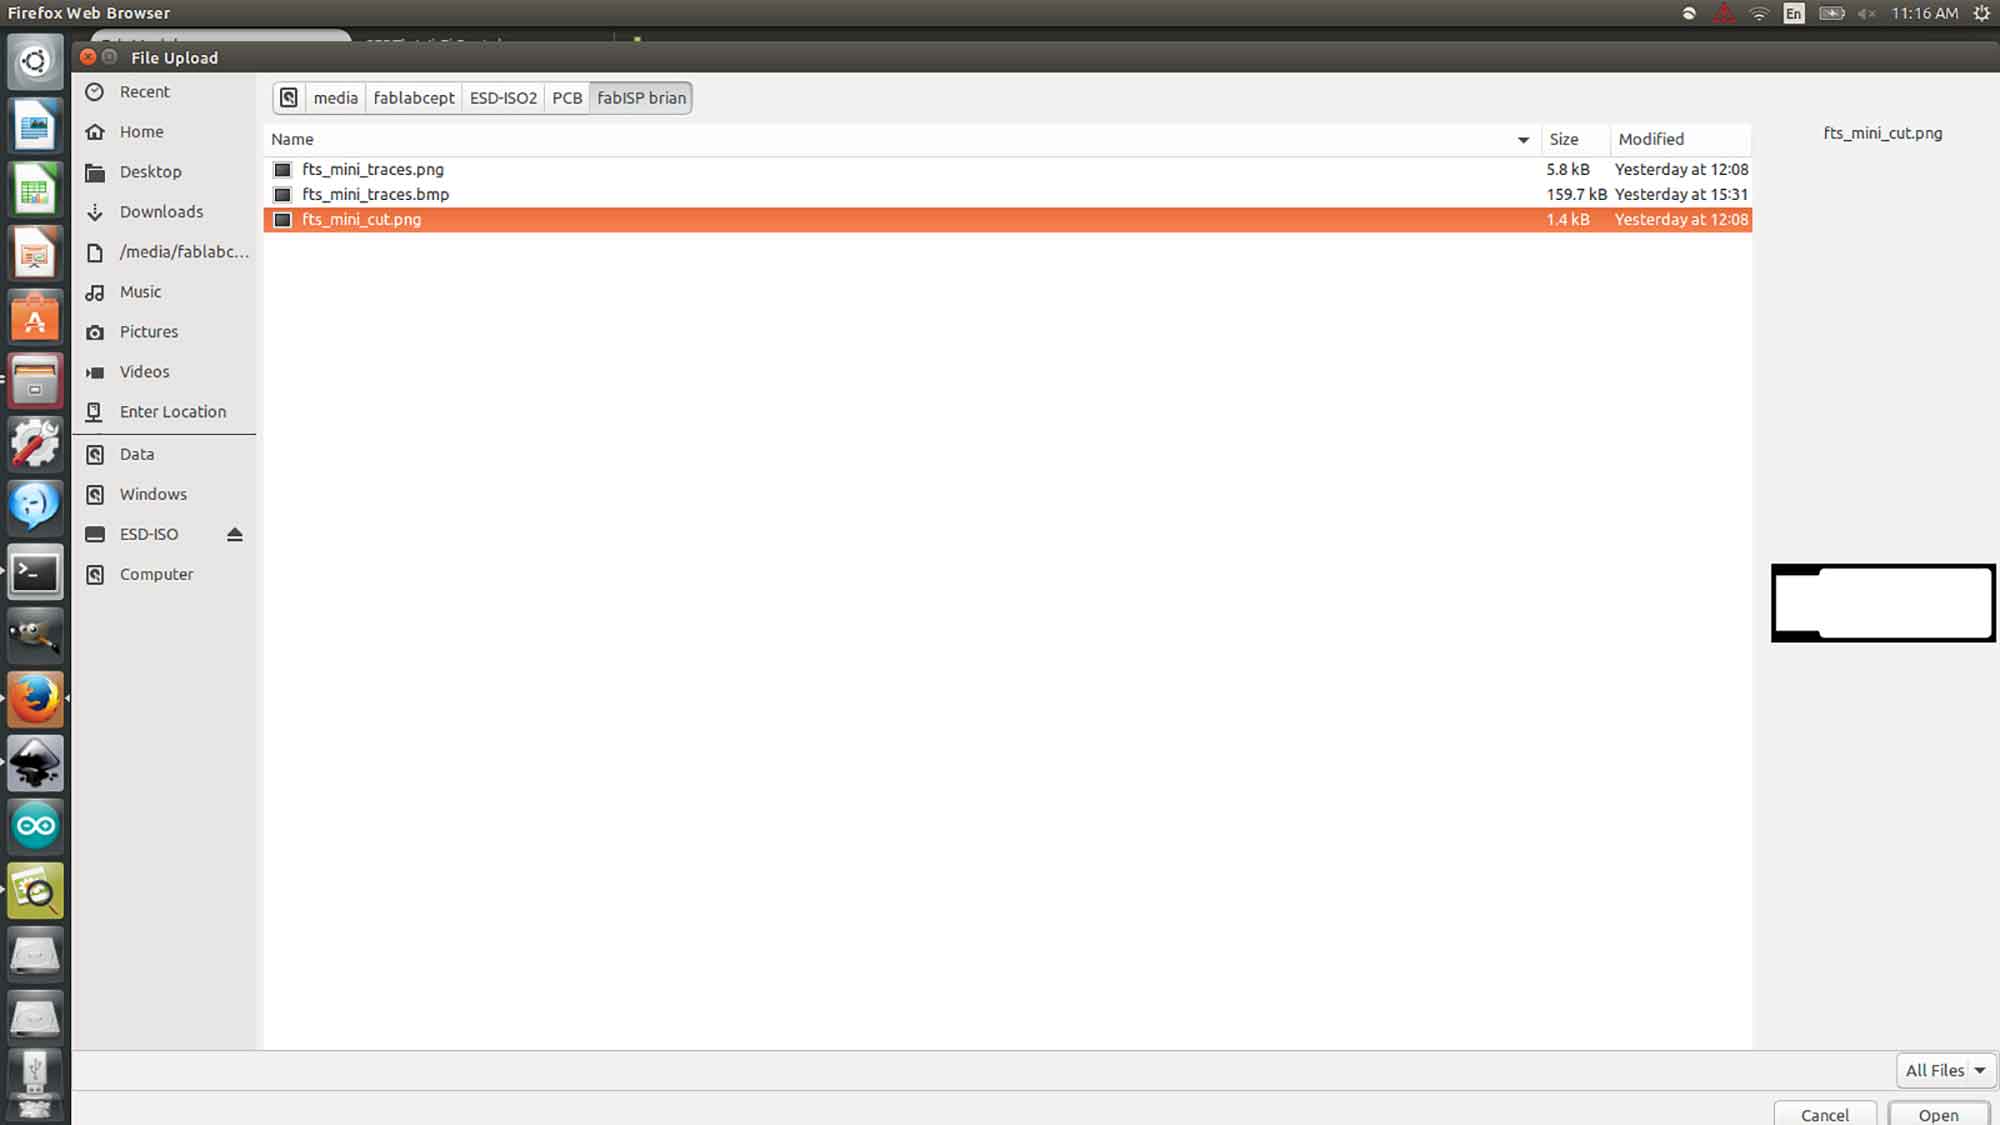 Firefox Web Browser
En
11:16 AM
File Upload
Recent
Home
Desktop
Downloads
/media/fablabc...
Music
Pictures
Videos
Enter Location
Data
Windows
ESD-ISO
Computer
media fablabcept ESD-ISO2 PCB fabISP brian
Name Size Modified
fts_mini_traces.png 5.8 kB Yesterday at 12:08
fts_mini_traces.bmp 159.7 kB Yesterday at 15:31
fts_mini_cut.png 1.4 kB Yesterday at 12:08
fts_mini_cut.png
All Files
Cancel Open